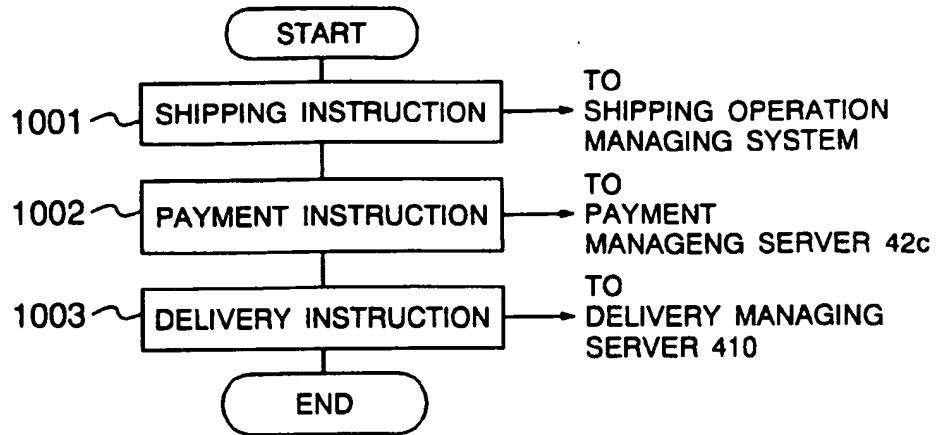 START
1001
SHIPPING INSTRUCTION
TO
SHIPPING OPERATION
MANAGING SYSTEM
1002
PAYMENT INSTRUCTION
TO
PAYMENT
MANAGENG SERVER 42c
1003
DELIVERY INSTRUCTION
TO
DELIVERY MANAGING
SERVER 410
END